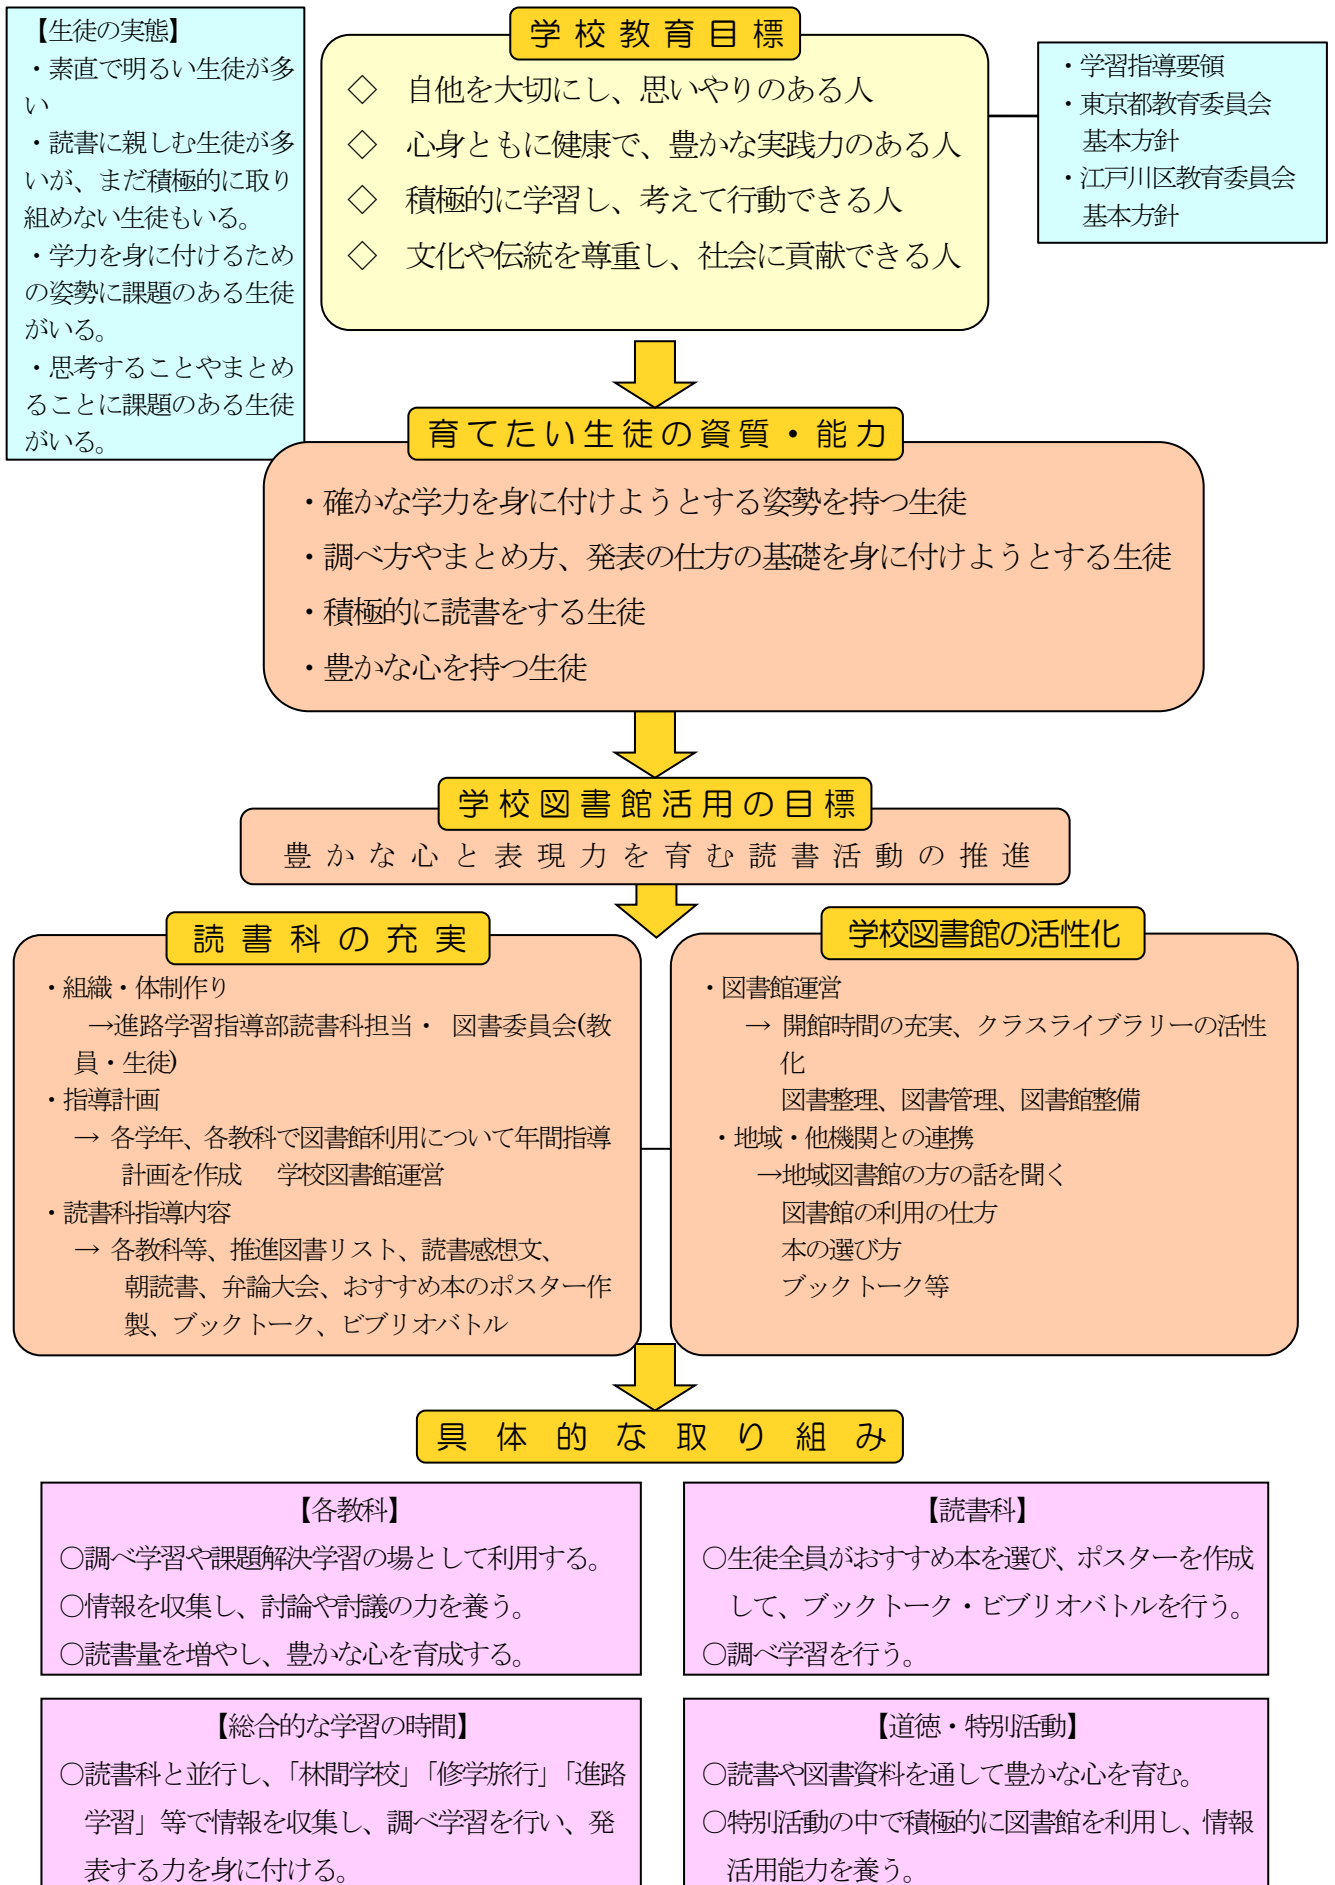 【生徒の実態】
・素直で明るい生徒が多
い
・読書に親しむ生徒が多
いが、まだ積極的に取り
組めない生徒もいる。
・学力を身に付けるため
の姿勢に課題のある生徒
がいる。
・思考することやまとめ
ることに課題のある生徒
がいる。
学校教育目標
◇ 自他を大切にし、思いやりのある人
◇ 心身ともに健康で、豊かな実践力のある人
◇ 積極的に学習し、考えて行動できる人
◇ 文化や伝統を尊重し、社会に貢献できる人
・学習指導要領
・東京都教育委員会
基本方針
・江戸川区教育委員会
基本方針
育てたい生徒の資質・能力
・確かな学力を身に付けようとする姿勢を持つ生徒
・調べ方やまとめ方、発表の仕方の基礎を身に付けようとする生徒
・積極的に読書をする生徒
・豊かな心を持つ生徒
学校図書館活用の目標
豊かな心と表現力を育む読書活動の推進
読書科の充実
・組織・体制作り
→進路学習指導部読書科担当・ 図書委員会(教
員・生徒)
・指導計画
→ 各学年、各教科で図書館利用について年間指導
計画を作成 学校図書館運営
・読書科指導内容
→ 各教科等、推進図書リスト、読書感想文、
朝読書、弁論大会、おすすめ本のポスター作
製、ブックトーク、ビブリオバトル
学校図書館の活性化
・図書館運営
→ 開館時間の充実、クラスライブラリーの活性
化
図書整理、図書管理、図書館整備
・地域・他機関との連携
→地域図書館の方の話を聞く
図書館の利用の仕方
本の選び方
ブックトーク等
具体的な取り組み
【各教科】
○調べ学習や課題解決学習の場として利用する。
○情報を収集し、討論や討議の力を養う。
○読書量を増やし、豊かな心を育成する。
【読書科】
○生徒全員がおすすめ本を選び、ポスターを作成
して、ブックトーク・ビブリオバトルを行う。
○調べ学習を行う。
【総合的な学習の時間】
○読書科と並行し、「林間学校」「修学旅行」「進路
学習」等で情報を収集し、調べ学習を行い、発
表する力を身に付ける。
【道徳・特別活動】
○読書や図書資料を通して豊かな心を育む。
○特別活動の中で積極的に図書館を利用し、情報
活用能力を養う。